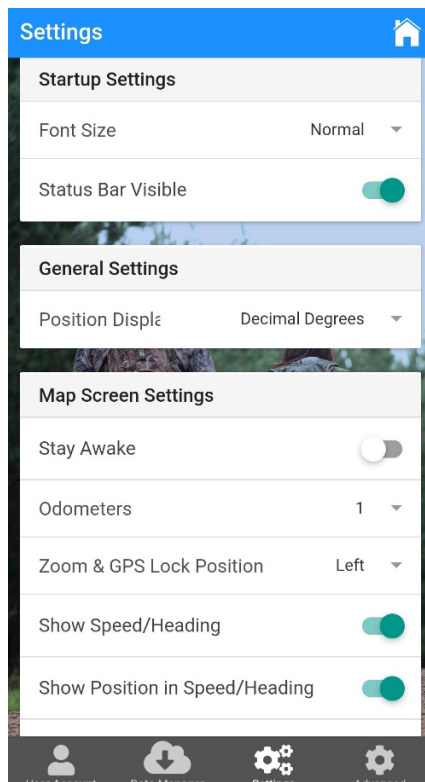 Settings
Startup Settings
Font Size Normal
Status Bar Visible
General Settings
Position Displa Decimal Degrees
Map Screen Settings
Stay Awake
Odometers 1
Zoom & GPS Lock Position Left
Show Speed/Heading
Show Position in Speed/Heading